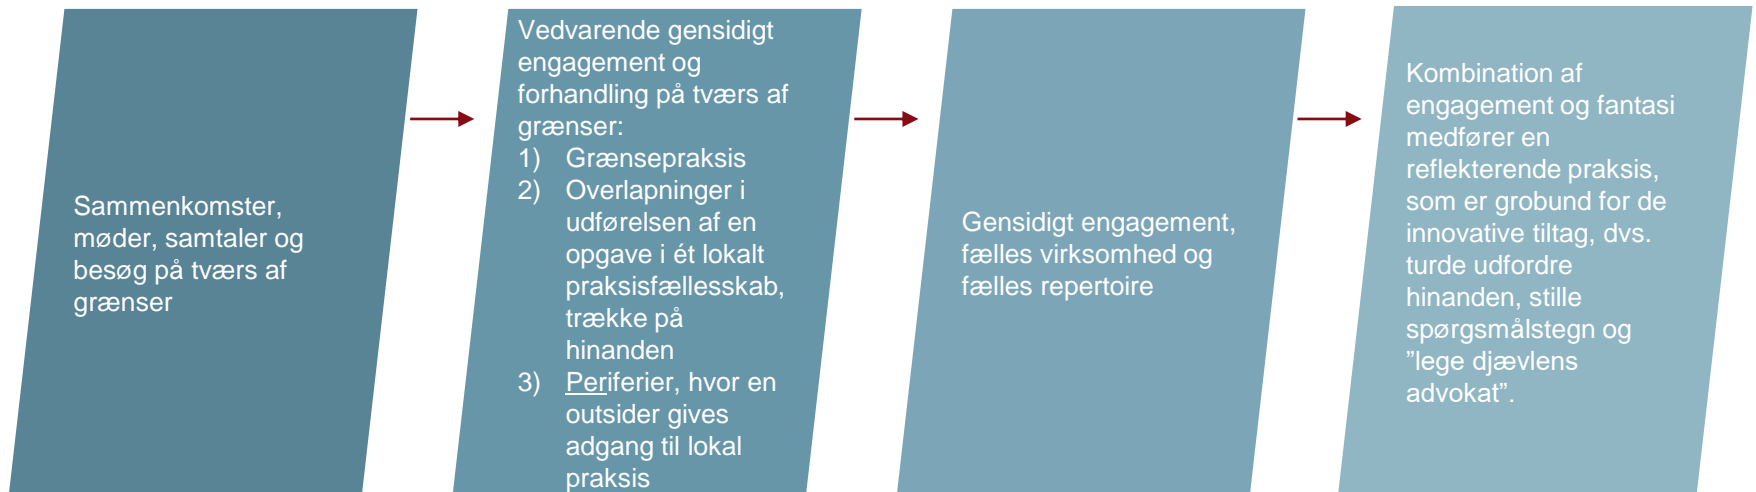 Sammenkomster,
møder, samtaler og
besøg på tværs af
grænser
Vedvarende gensidigt
engagement og
forhandling på tværs af
grænser:
1) Grænsepraksis
2) Overlapninger i
udførelsen af en
opgave i ét lokalt
praksisfællesskab,
trække på
hinanden
3) Periferier, hvor en
outsider gives
adgang til lokal
praksis
Gensidigt engagement,
fælles virksomhed og
fælles repertoire
Kombination af
engagement og fantasi
medfører en
reflekterende praksis,
som er grobund for de
innovative tiltag, dvs.
turde udfordre
hinanden, stille
spørgsmålstegn og
”lege djævlens
advokat”.